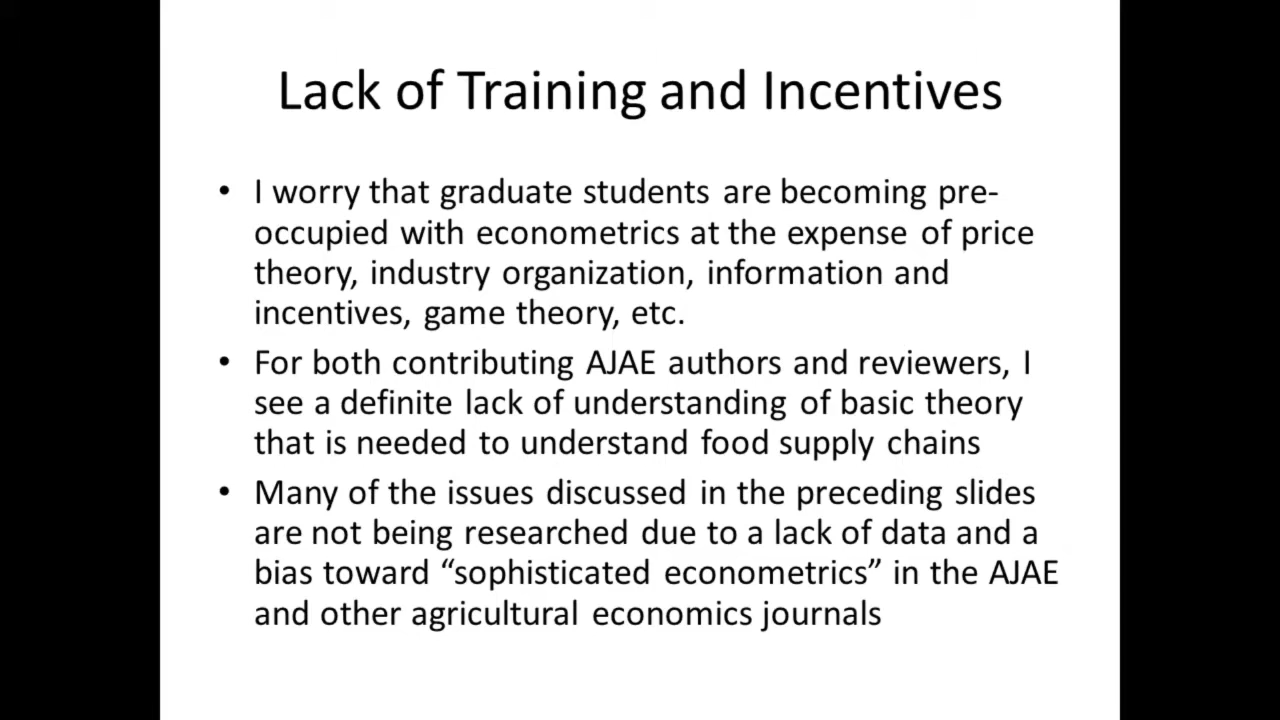 Lack of Training and Incentives
• I worry that graduate students are becoming pre-
occupied with econometrics at the expense of price
theory, industry organization, information and
incentives, game theory, etc.
• For both contributing AJAE authors and reviewers, I
see a definite lack of understanding of basic theory
that is needed to understand food supply chains
• Many of the issues discussed in the preceding slides
are not being researched due to a lack of data and a
bias toward “sophisticated econometrics” in the AJAE
and other agricultural economics journals